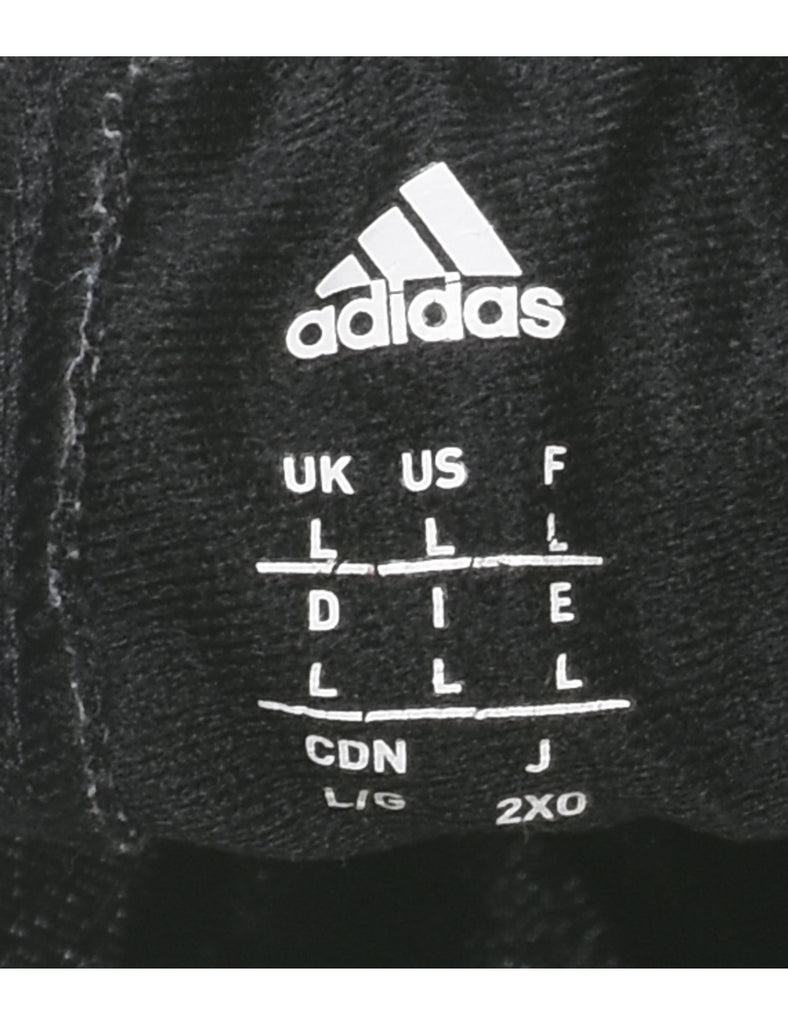 adidas
UK US F
L L L
D I E
L L L
CDN J
L/G 2XO